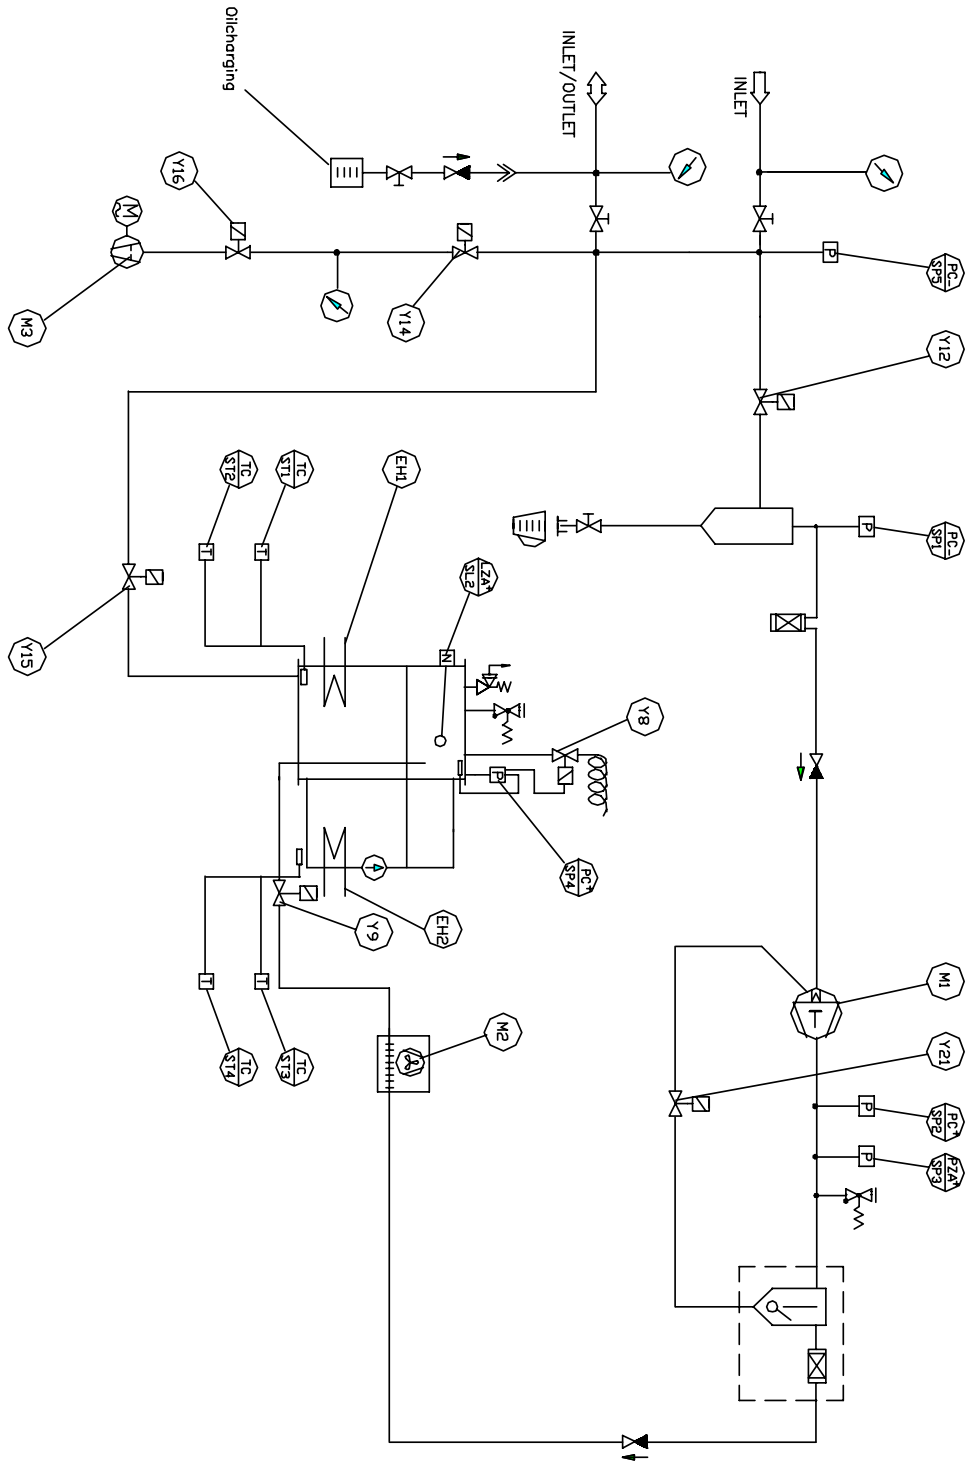 Oilcharging
INLET/OUTLET
INLET
Y16
M
M3
Y14
P
PC-
SP5
Y12
TC
ST2
TC
ST1
EH1
T
T
LZA+
SL2
N
P
PC-
SP1
Y15
Y8
P
PC+
SP4
Y9
EH2
T
T
TC
ST4
TC
ST3
M2
M1
Y21
P
PC+
SP2
P
PZA+
SP3